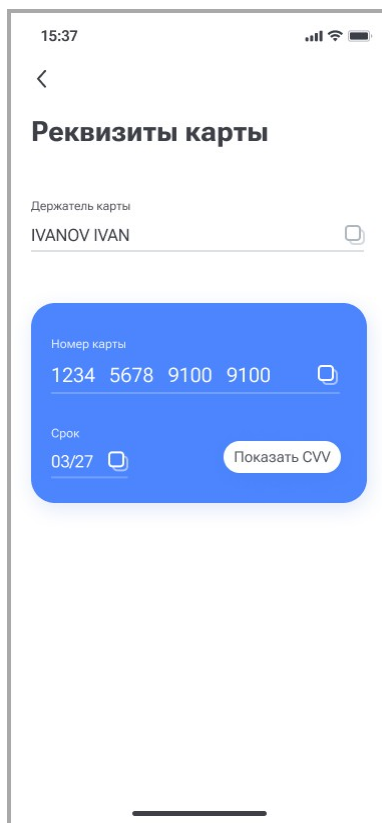 15:37
Реквизиты карты
Держатель карты
IVANOV IVAN
Номер карты
1234 5678 9100 9100
Срок
03/27
Показать CVV